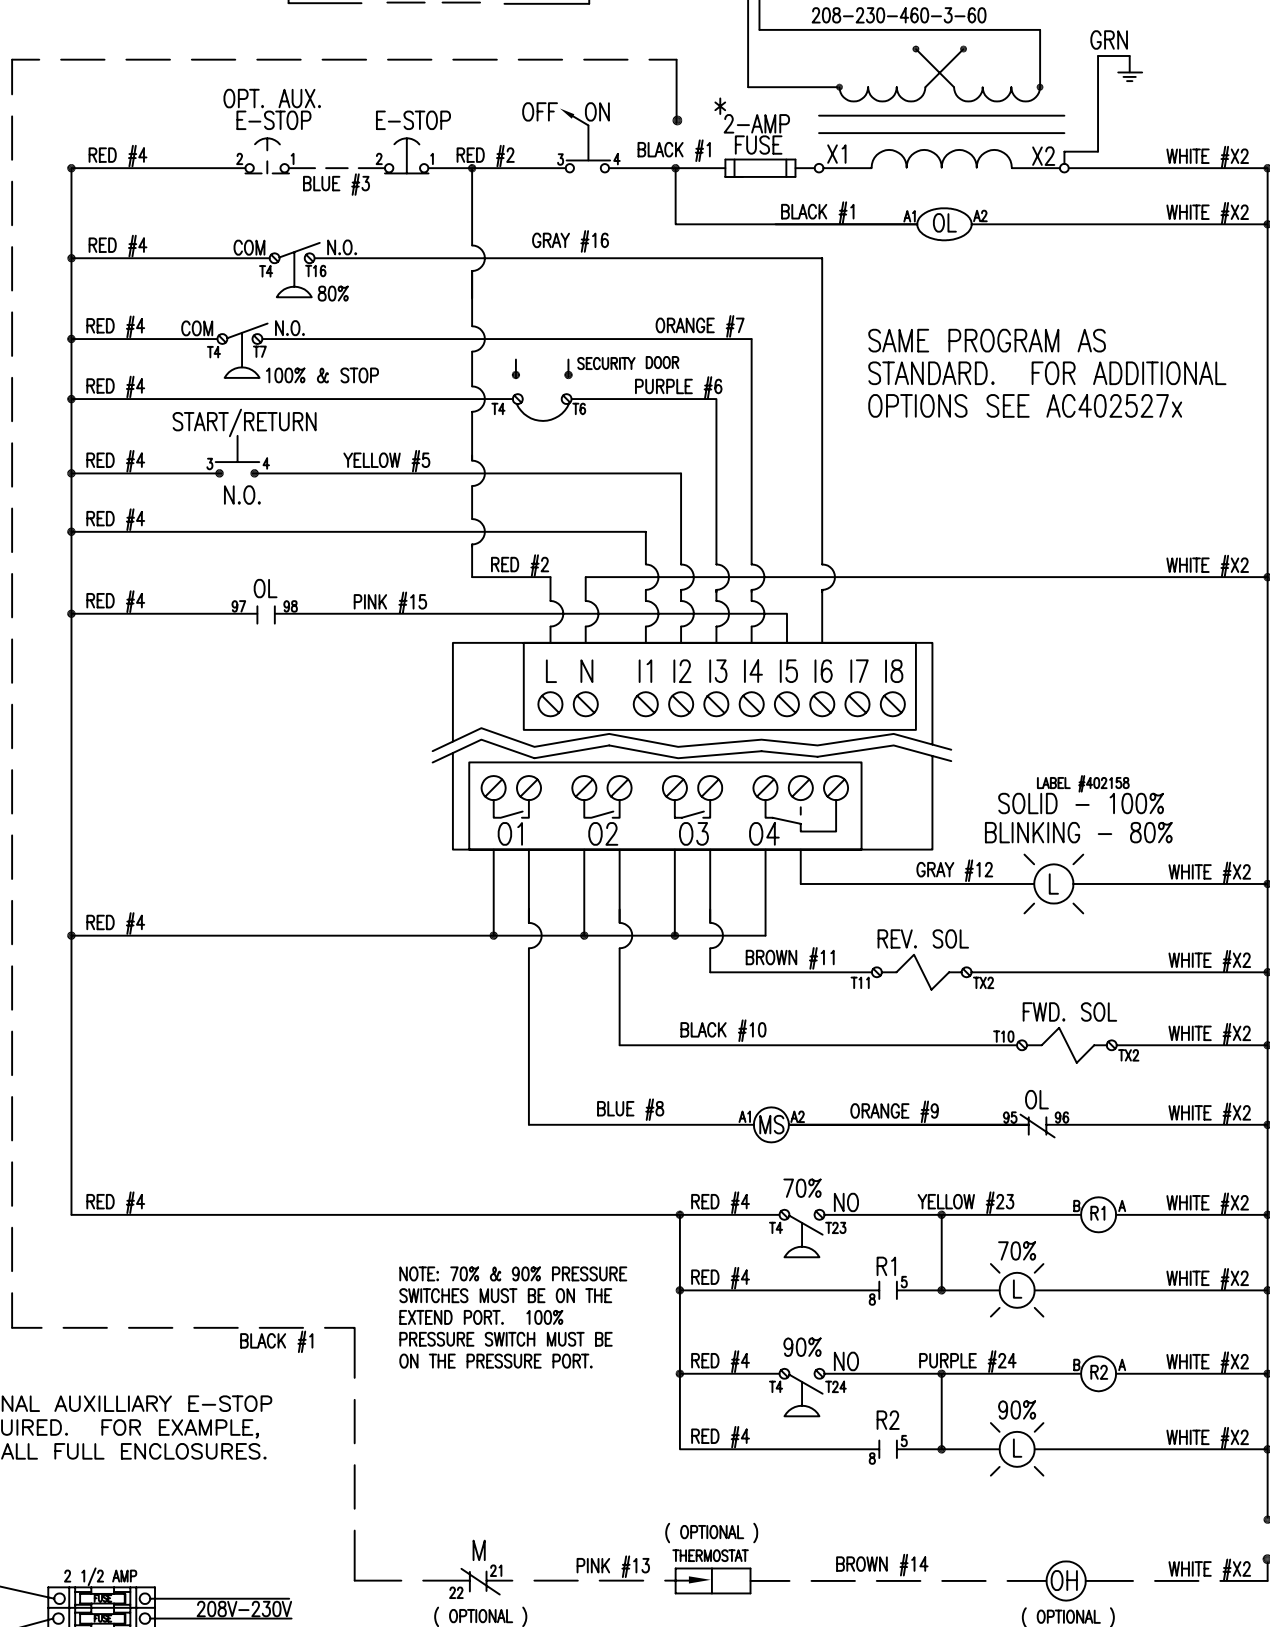 208-230-460-3-60
GRN
OPT. AUX.
E-STOP
E-STOP
OFF ON
*
2-AMP
FUSE
RED #4
2 1
BLUE #3
2 1
RED #2
3 4
BLACK #1
X1 X2
WHITE #X2
BLACK #1
A1 OL A2
WHITE #X2
RED #4
COM N.O.
T4 T16
80%
GRAY #16
RED #4
COM N.O.
T4 T7
100% & STOP
ORANGE #7
SAME PROGRAM AS
STANDARD. FOR ADDITIONAL
OPTIONS SEE AC402527x
RED #4
SECURITY DOOR
T4 T6
PURPLE #6
START/RETURN
RED #4
3 4
N.O.
YELLOW #5
RED #4
RED #2
WHITE #X2
RED #4
OL
97 98
PINK #15
L N I1 I2 I3 I4 I5 I6 I7 I8
O1 O2 O3 O4
LABEL #402158
SOLID - 100%
BLINKING - 80%
GRAY #12
L
WHITE #X2
RED #4
BROWN #11
REV. SOL
T11 TX2
WHITE #X2
BLACK #10
FWD. SOL
T10 TX2
WHITE #X2
BLUE #8
A1 MS A2
ORANGE #9
OL
95 96
WHITE #X2
RED #4
RED #4
70% NO
T4 T23
YELLOW #23
B R1 A
WHITE #X2
RED #4
R1
8 5
70%
L
WHITE #X2
NOTE: 70% & 90% PRESSURE
SWITCHES MUST BE ON THE
EXTEND PORT. 100%
PRESSURE SWITCH MUST BE
ON THE PRESSURE PORT.
RED #4
90% NO
T4 T24
PURPLE #24
B R2 A
WHITE #X2
RED #4
R2
8 5
90%
L
WHITE #X2
BLACK #1
NAL AUXILLIARY E-STOP
UIRED. FOR EXAMPLE,
ALL FULL ENCLOSURES.
M
22 21
( OPTIONAL )
PINK #13
( OPTIONAL )
THERMOSTAT
BROWN #14
OH
( OPTIONAL )
WHITE #X2
2 1/2 AMP
FUSE
FUSE
208V-230V